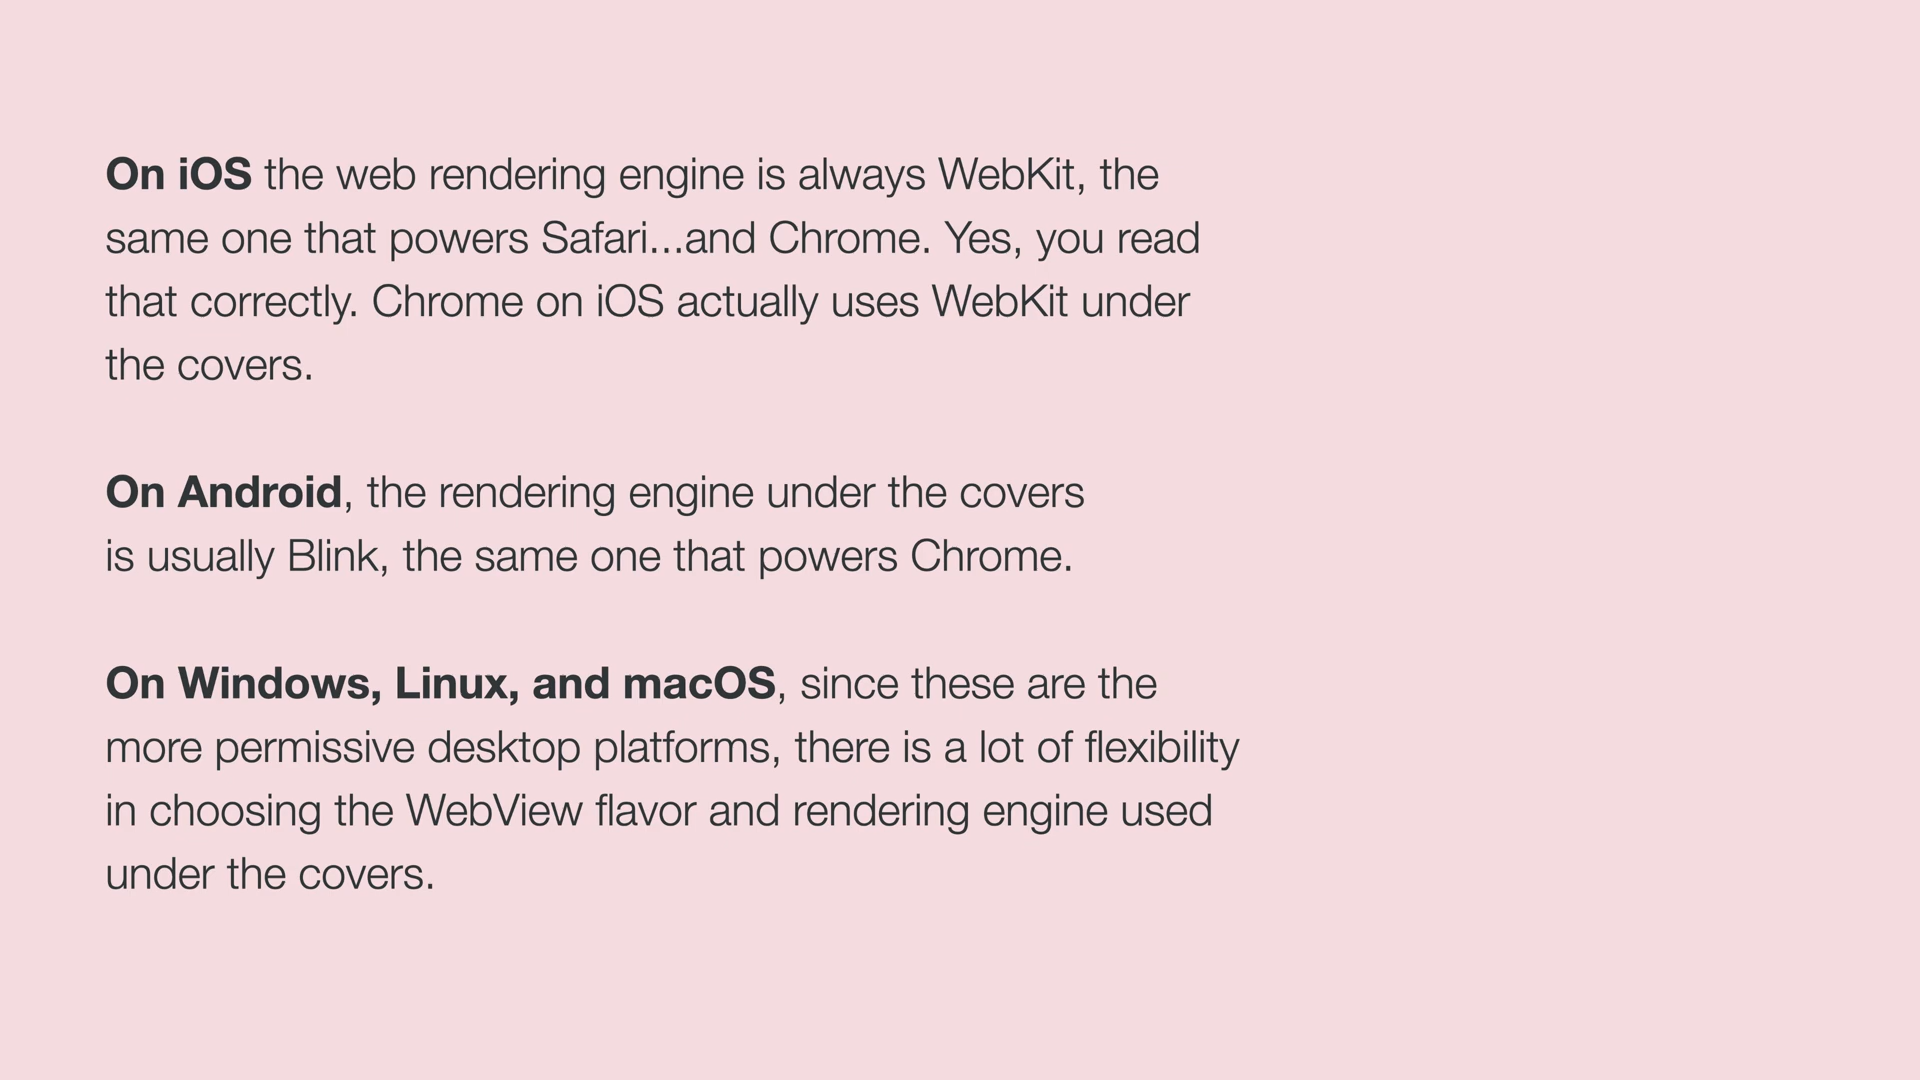 On iOS the web rendering engine is always WebKit, the
same one that powers Safari...and Chrome. Yes, you read
that correctly. Chrome on iOS actually uses WebKit under
the covers.
On Android, the rendering engine under the covers
is usually Blink, the same one that powers Chrome.
On Windows, Linux, and macOS, since these are the
more permissive desktop platforms, there is a lot of flexibility
in choosing the WebView flavor and rendering engine used
under the covers.